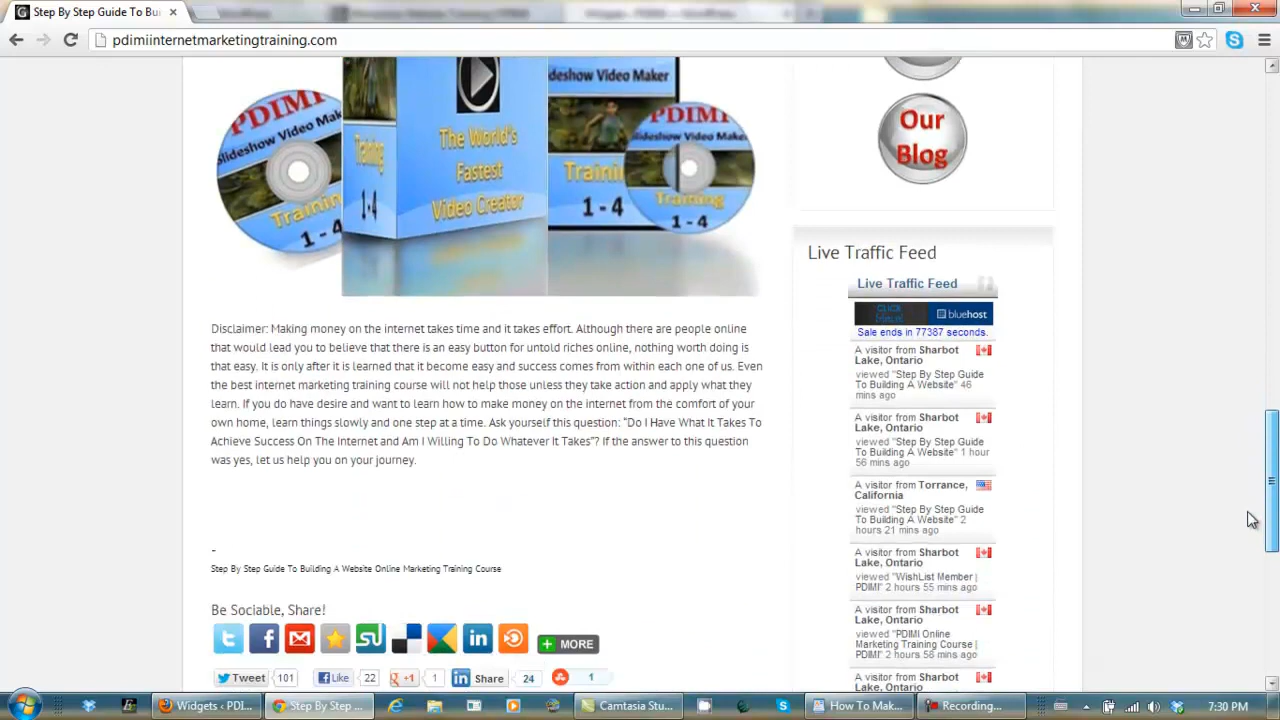 Step By Step Guide To Bui
pdimiinternetmarketingtraining.com
PDIMI
Slideshow Video Maker
Training
1 - 4
Training
1-4
The World's
Fastest
Video Creator
Slideshow Video Maker
Training
1 - 4
PDIMI
Slideshow Video Maker
Training
1 - 4
Our
Blog
Disclaimer: Making money on the internet takes time and it takes effort. Although there are people online
that would lead you to believe that there is an easy button for untold riches online, nothing worth doing is
that easy. It is only after it is learned that it become easy and success comes from within each one of us. Even
the best internet marketing training course will not help those unless they take action and apply what they
learn. If you do have desire and want to learn how to make money on the internet from the comfort of your
own home, learn things slowly and one step at a time. Ask yourself this question: “Do I Have What It Takes To
Achieve Success On The Internet and Am I Willing To Do Whatever It Takes”? If the answer to this question
was yes, let us help you on your journey.
-
Step By Step Guide To Building A Website Online Marketing Training Course
Be Sociable, Share!
MORE
Tweet 101
Like 22
+1 1
Share 24
1
Live Traffic Feed
Live Traffic Feed
bluehost
Sale ends in 77387 seconds.
A visitor from Sharbot
Lake, Ontario
viewed "Step By Step Guide
To Building A Website" 46
mins ago
A visitor from Sharbot
Lake, Ontario
viewed "Step By Step Guide
To Building A Website" 1 hour
56 mins ago
A visitor from Torrance,
California
viewed "Step By Step Guide
To Building A Website" 2
hours 21 mins ago
A visitor from Sharbot
Lake, Ontario
viewed "WishList Member |
PDIMI" 2 hours 55 mins ago
A visitor from Sharbot
Lake, Ontario
viewed "PDIMI Online
Marketing Training Course |
PDIMI" 2 hours 56 mins ago
A visitor from Sharbot
Lake, Ontario
Widgets ‹ PDI...
Step By Step ...
Camtasia Stu...
How To Mak...
Recording...
7:30 PM